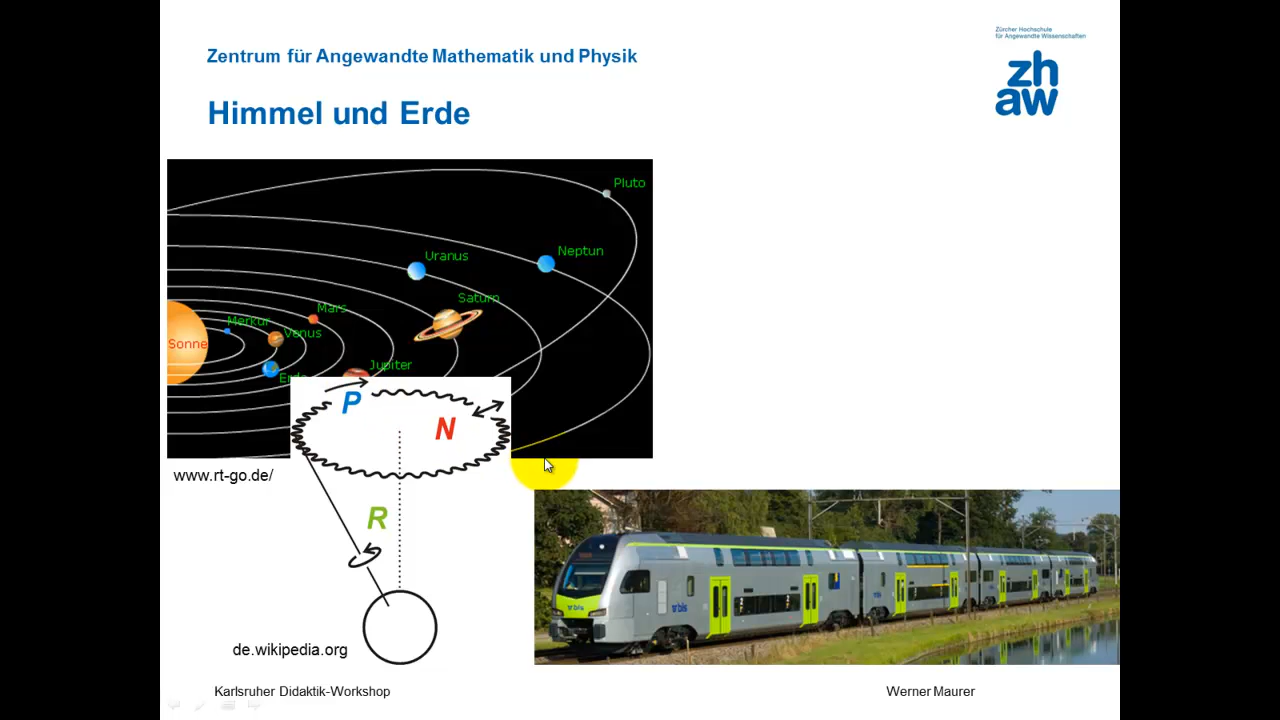 Zürcher Hochschule
für Angewandte Wissenschaften
zh
aw
Zentrum für Angewandte Mathematik und Physik
Himmel und Erde
Pluto
Neptun
Uranus
Saturn
Mars
Merkur
Venus
Sonne
Jupiter
Erde
P
N
www.rt-go.de/
R
bls
bls
de.wikipedia.org
Karlsruher Didaktik-Workshop
Werner Maurer